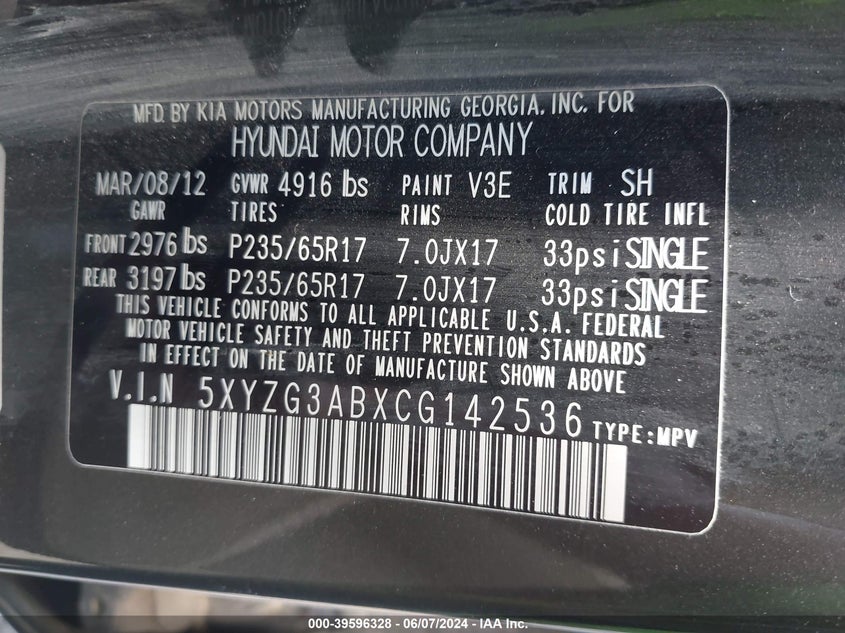 MFD. BY KIA MOTORS MANUFACTURING GEORGIA, INC. FOR
HYUNDAI MOTOR COMPANY
MAR/08/12 GVWR 4916 lbs PAINT V3E TRIM SH
GAWR TIRES RIMS COLD TIRE INFL
FRONT 2976 lbs P235/65R17 7.0JX17 33psi SINGLE
REAR 3197 lbs P235/65R17 7.0JX17 33psi SINGLE
THIS VEHICLE CONFORMS TO ALL APPLICABLE U.S.A. FEDERAL
MOTOR VEHICLE SAFETY AND THEFT PREVENTION STANDARDS
IN EFFECT ON THE DATE OF MANUFACTURE SHOWN ABOVE
V.I.N 5XYZG3ABXCG142536 TYPE:MPV
000-39596328 - 06/07/2024 - IAA Inc.